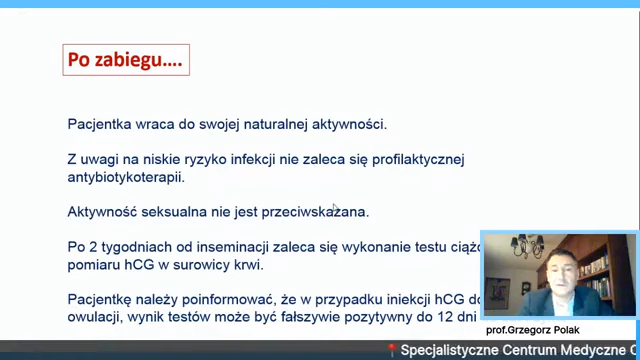 Po zabiegu....
Pacjentka wraca do swojej naturalnej aktywności.
Z uwagi na niskie ryzyko infekcji nie zaleca się profilaktycznej
antybiotykoterapii.
Aktywność seksualna nie jest przeciwskazana.
Po 2 tygodniach od inseminacji zaleca się wykonanie testu
pomiaru hCG w surowicy krwi.
Pacjentkę należy poinformować, że w przypadku iniekcji hCG
owulacji, wynik testów może być fałszywie pozytywny do 12 dni
prof.Grzegorz Polak
Specjalistyczne Centrum Medyczne